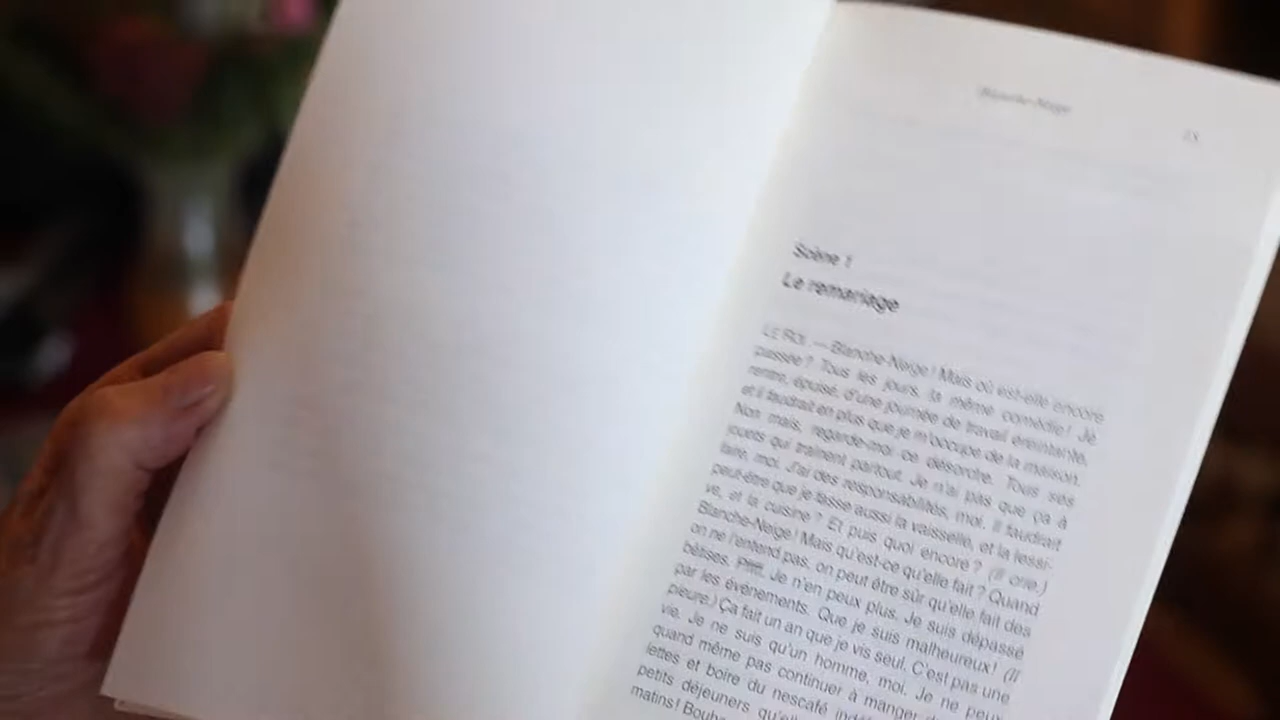 Blanche-Neige
Scène 1
Le remariage
LE ROI. — Blanche-Neige ! Mais où est-elle encore
passée ? Tous les jours, la même comédie ! Je
rentre, épuisé, d'une journée de travail éreintante,
et il faudrait en plus que je m'occupe de la maison.
Non mais, regarde-moi ce désordre. Tous ses
jouets qui traînent partout. Je n'ai pas que ça à
faire, moi. J'ai des responsabilités, moi. Il faudrait
peut-être que je fasse aussi la vaisselle, et la lessi-
ve, et la cuisine ? Et puis quoi encore ? (Il crie.)
Blanche-Neige ! Mais qu'est-ce qu'elle fait ? Quand
on ne l'entend pas, on peut être sûr qu'elle fait des
bêtises. Pffff. Je n'en peux plus. Je suis dépassé
par les événements. Que je suis malheureux ! (Il
pleure.) Ça fait un an que je vis seul. C'est pas une
vie. Je ne suis qu'un homme, moi. Je ne peux
quand même pas continuer à manger
lettes et boire du nescafé
petits déjeuners
matins !